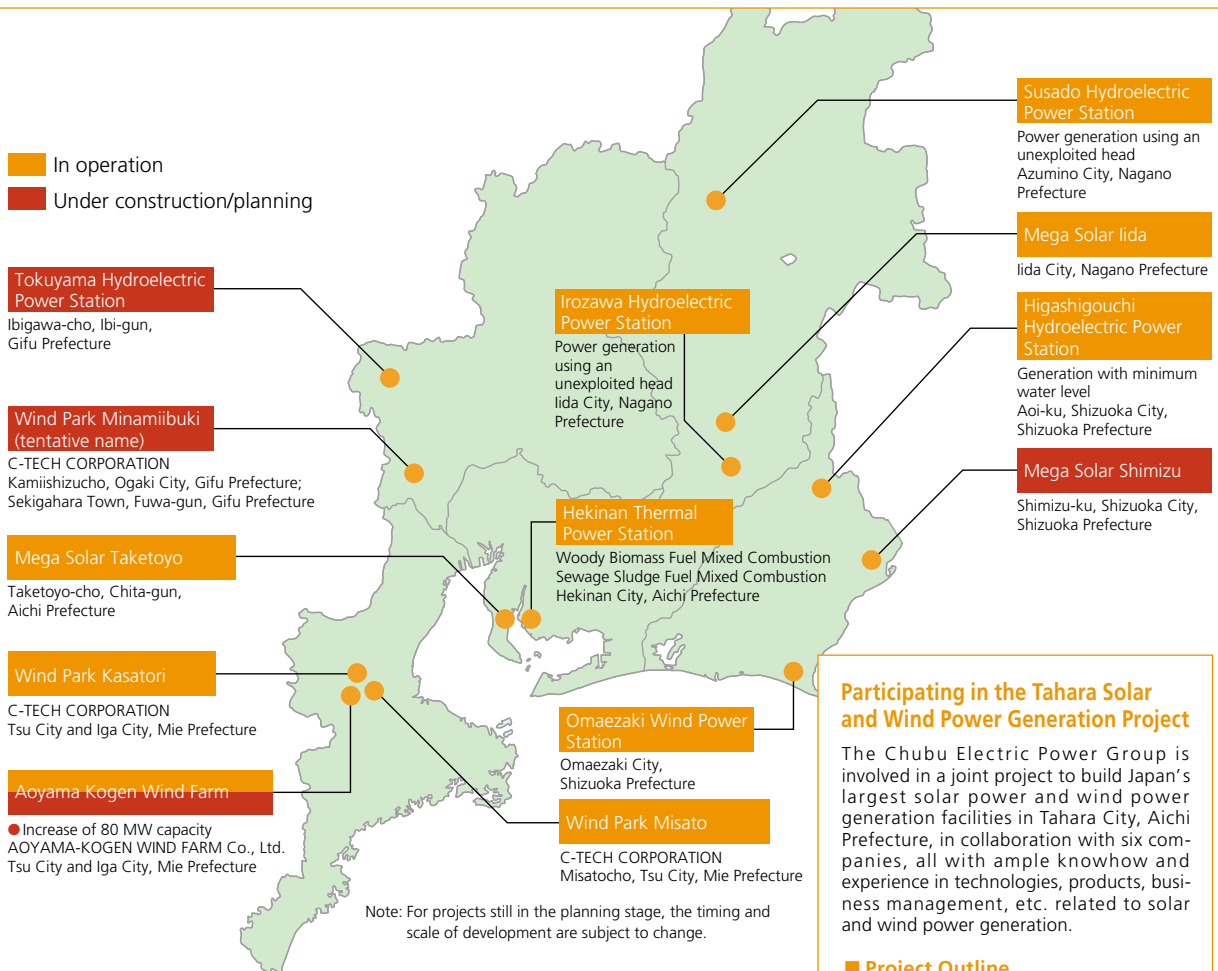 In operation
Under construction/planning
Tokuyama Hydroelectric
Power Station
Ibigawa-cho, Ibi-gun,
Gifu Prefecture
Wind Park Minamiibuki
(tentative name)
C-TECH CORPORATION
Kamiishizucho, Ogaki City, Gifu Prefecture;
Sekigahara Town, Fuwa-gun, Gifu Prefecture
Mega Solar Taketoyo
Taketoyo-cho, Chita-gun,
Aichi Prefecture
Wind Park Kasatori
C-TECH CORPORATION
Tsu City and Iga City, Mie Prefecture
Aoyama Kogen Wind Farm
● Increase of 80 MW capacity
AOYAMA-KOGEN WIND FARM Co., Ltd.
Tsu City and Iga City, Mie Prefecture
Irozawa Hydroelectric
Power Station
Power generation
using an
unexploited head
Iida City, Nagano
Prefecture
Hekinan Thermal
Power Station
Woody Biomass Fuel Mixed Combustion
Sewage Sludge Fuel Mixed Combustion
Hekinan City, Aichi Prefecture
Omaezaki Wind Power
Station
Omaezaki City,
Shizuoka Prefecture
Wind Park Misato
C-TECH CORPORATION
Misatocho, Tsu City, Mie Prefecture
Note: For projects still in the planning stage, the timing and
scale of development are subject to change.
Susado Hydroelectric
Power Station
Power generation using an
unexploited head
Azumino City, Nagano
Prefecture
Mega Solar Iida
Iida City, Nagano Prefecture
Higashigouchi
Hydroelectric Power
Station
Generation with minimum
water level
Aoi-ku, Shizuoka City,
Shizuoka Prefecture
Mega Solar Shimizu
Shimizu-ku, Shizuoka City,
Shizuoka Prefecture
Participating in the Tahara Solar
and Wind Power Generation Project
The Chubu Electric Power Group is
involved in a joint project to build Japan's
largest solar power and wind power
generation facilities in Tahara City, Aichi
Prefecture, in collaboration with six com-
panies, all with ample knowhow and
experience in technologies, products, busi-
ness management, etc. related to solar
and wind power generation.
■ Project Outline